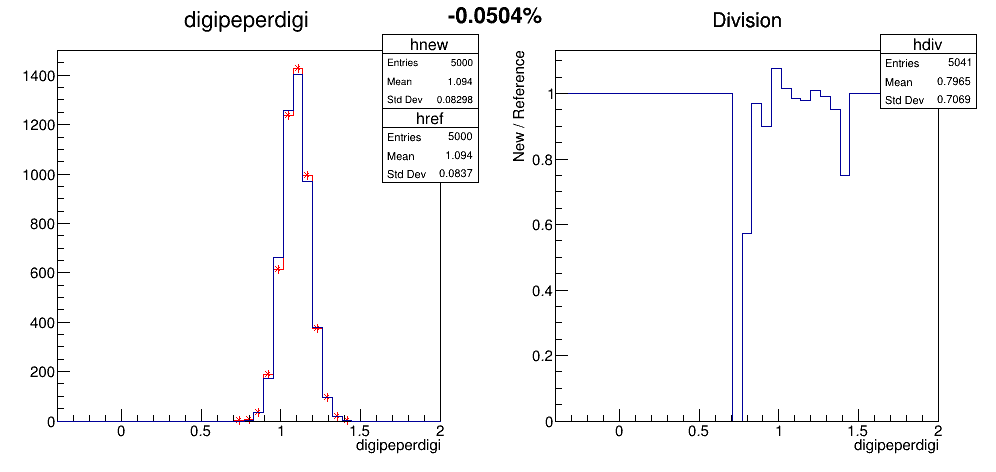 -0.0504%
digipeperdigi
hnew
Entries 5000
Mean 1.094
Std Dev 0.08298
href
Entries 5000
Mean 1.094
Std Dev 0.0837
1400
1200
1000
800
600
400
200
0
0 0.5 1 1.5 2
digipeperdigi
Division
hdiv
Entries 5041
Mean 0.7965
Std Dev 0.7069
New / Reference
1
0.8
0.6
0.4
0.2
0
0 0.5 1 1.5 2
digipeperdigi